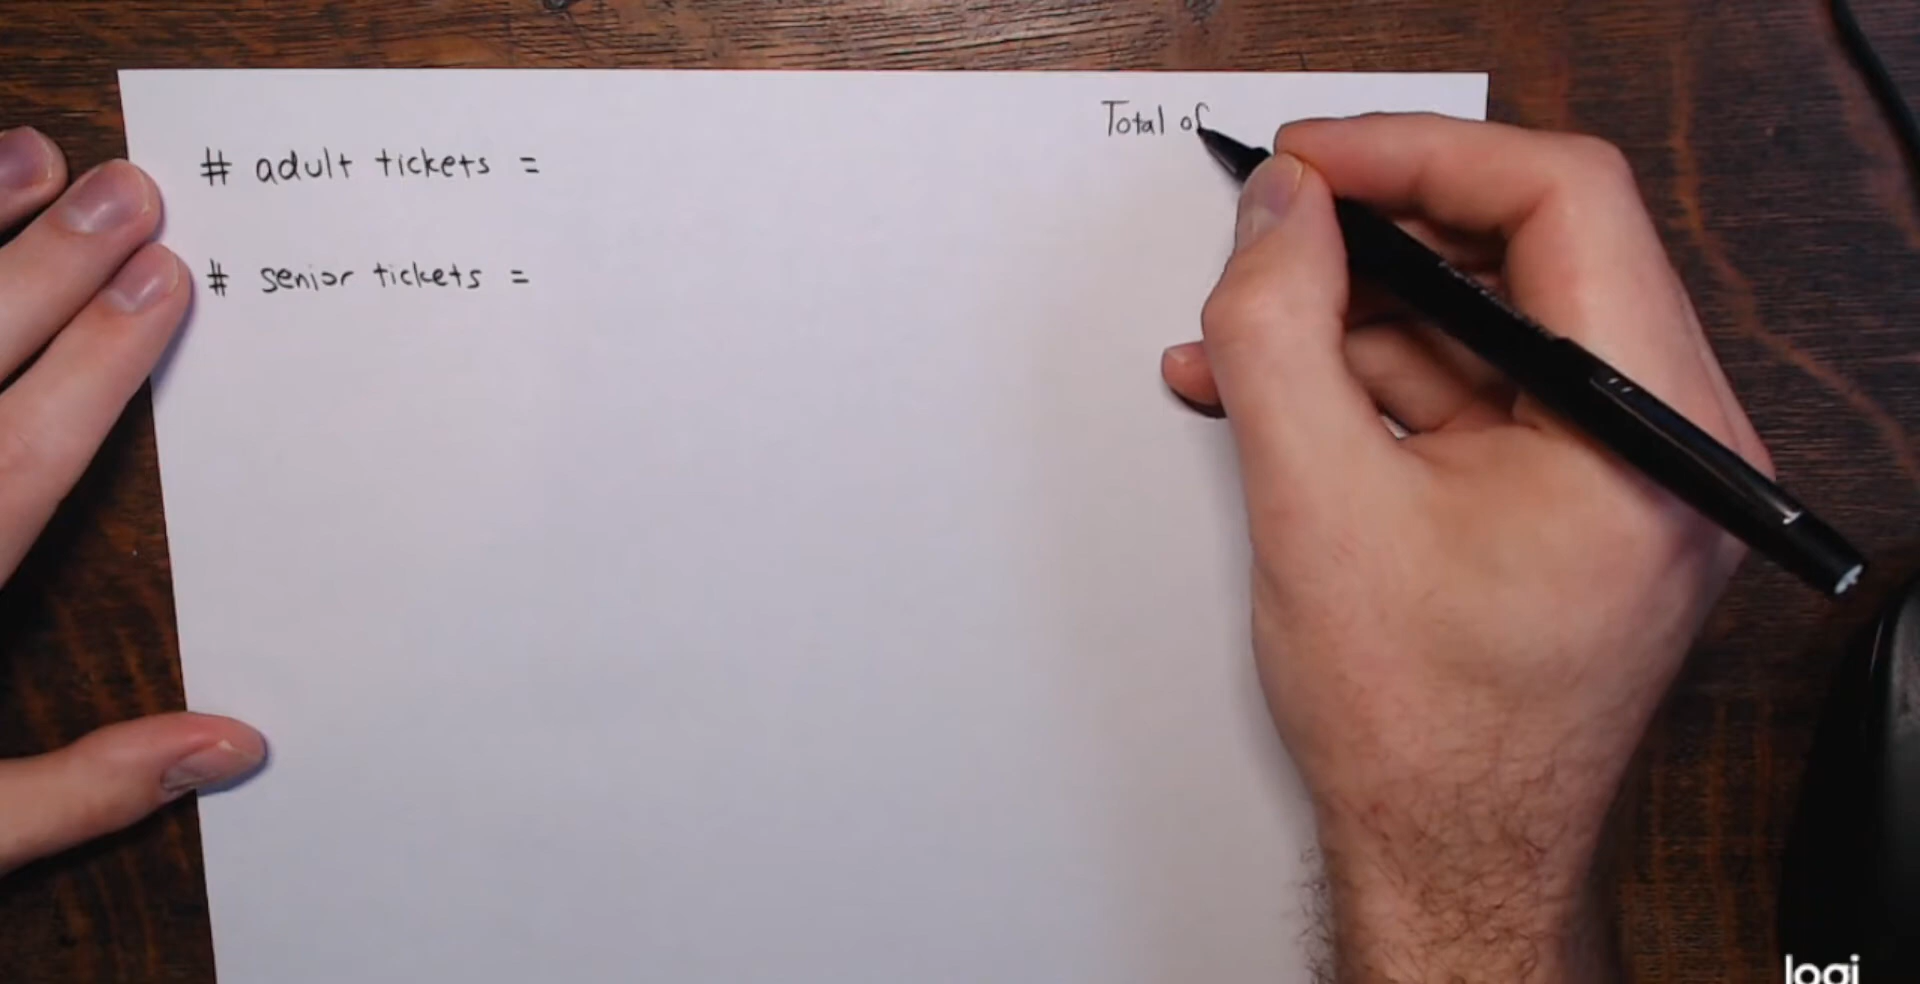 Total of
# adult tickets =
# senior tickets =
logi